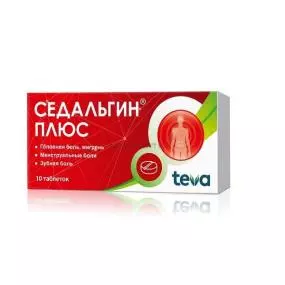 СЕДАЛЬГИН®
ПЛЮС
• Головная боль, мигрень
• Менструальные боли
• Зубная боль
10 таблеток
teva